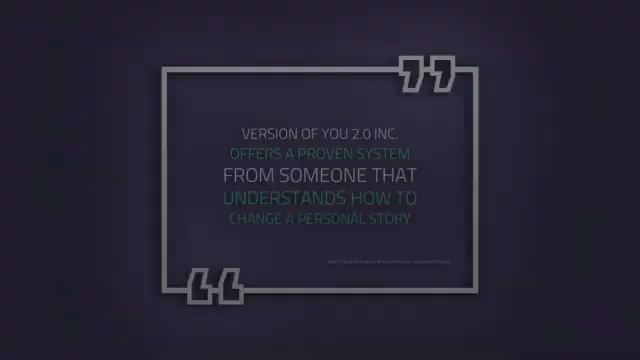 VERSION OF YOU 2.0 INC.
OFFERS A PROVEN SYSTEM
FROM SOMEONE THAT
UNDERSTANDS HOW TO
CHANGE A PERSONAL STORY